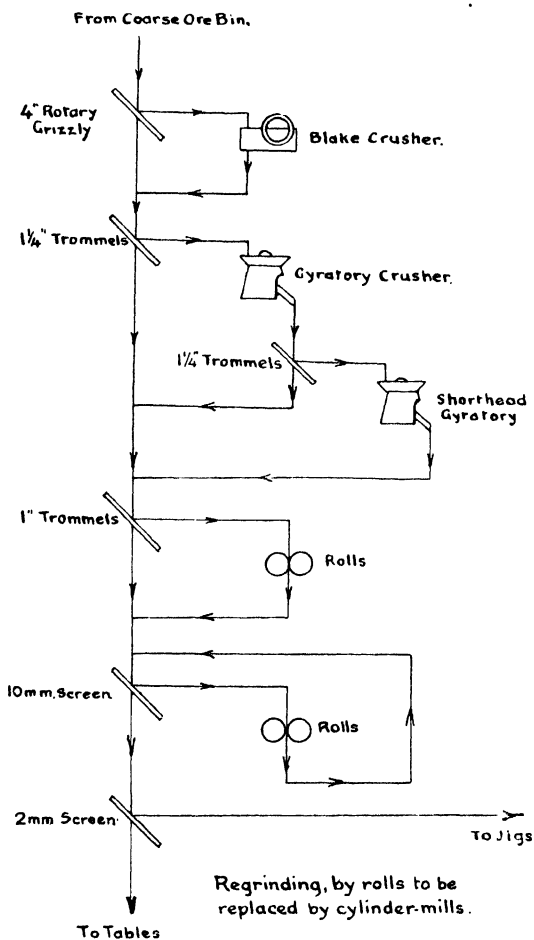 From Coarse Ore Bin.
4" Rotary
Grizzly
Blake Crusher.
1¼" Trommels
Gyratory Crusher.
1¼" Trommels
Shorthead
Gyratory
1" Trommels
Rolls
10mm. Screen
Rolls
2mm Screen
To Jigs
Regrinding, by rolls to be
replaced by cylinder-mills.
To Tables